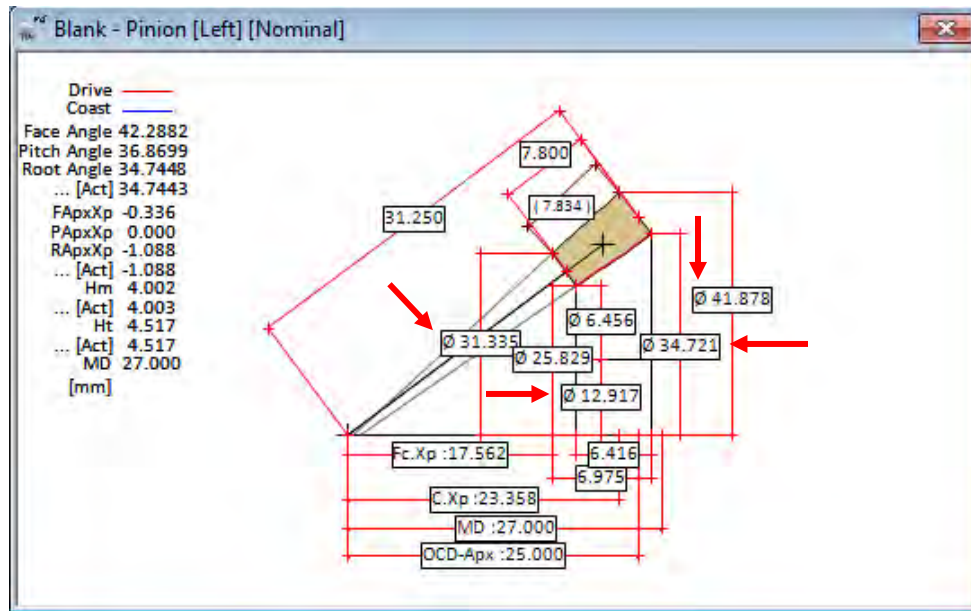 Blank - Pinion [Left] [Nominal]
Drive
Coast
Face Angle 42.2882
Pitch Angle 36.8699
Root Angle 34.7448
... [Act] 34.7443
FApxXp -0.336
PApxXp 0.000
RApxXp -1.088
... [Act] -1.088
Hm 4.002
... [Act] 4.003
Ht 4.517
... [Act] 4.517
MD 27.000
[mm]
7.800
( 7.834 )
31.250
Ø 41.878
Ø 6.456
Ø 31.335
Ø 34.721
Ø 25.829
Ø 12.917
Fc.Xp :17.562
6.416
6.975
C.Xp :23.358
MD :27.000
OCD-Apx :25.000